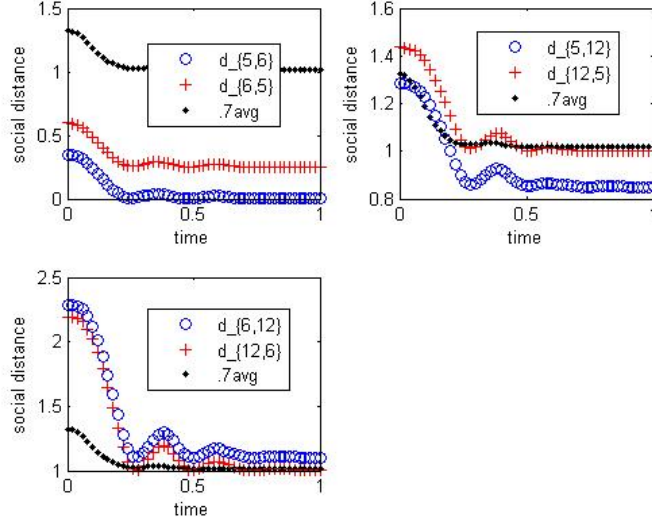 1.5
1
0.5
0
social distance
d_{5,6}
d_{6,5}
.7avg
0 0.5 1
time
1.6
1.4
1.2
1
0.8
social distance
d_{5,12}
d_{12,5}
.7avg
0 0.5 1
time
2.5
2
1.5
1
social distance
d_{6,12}
d_{12,6}
.7avg
0 0.5 1
time